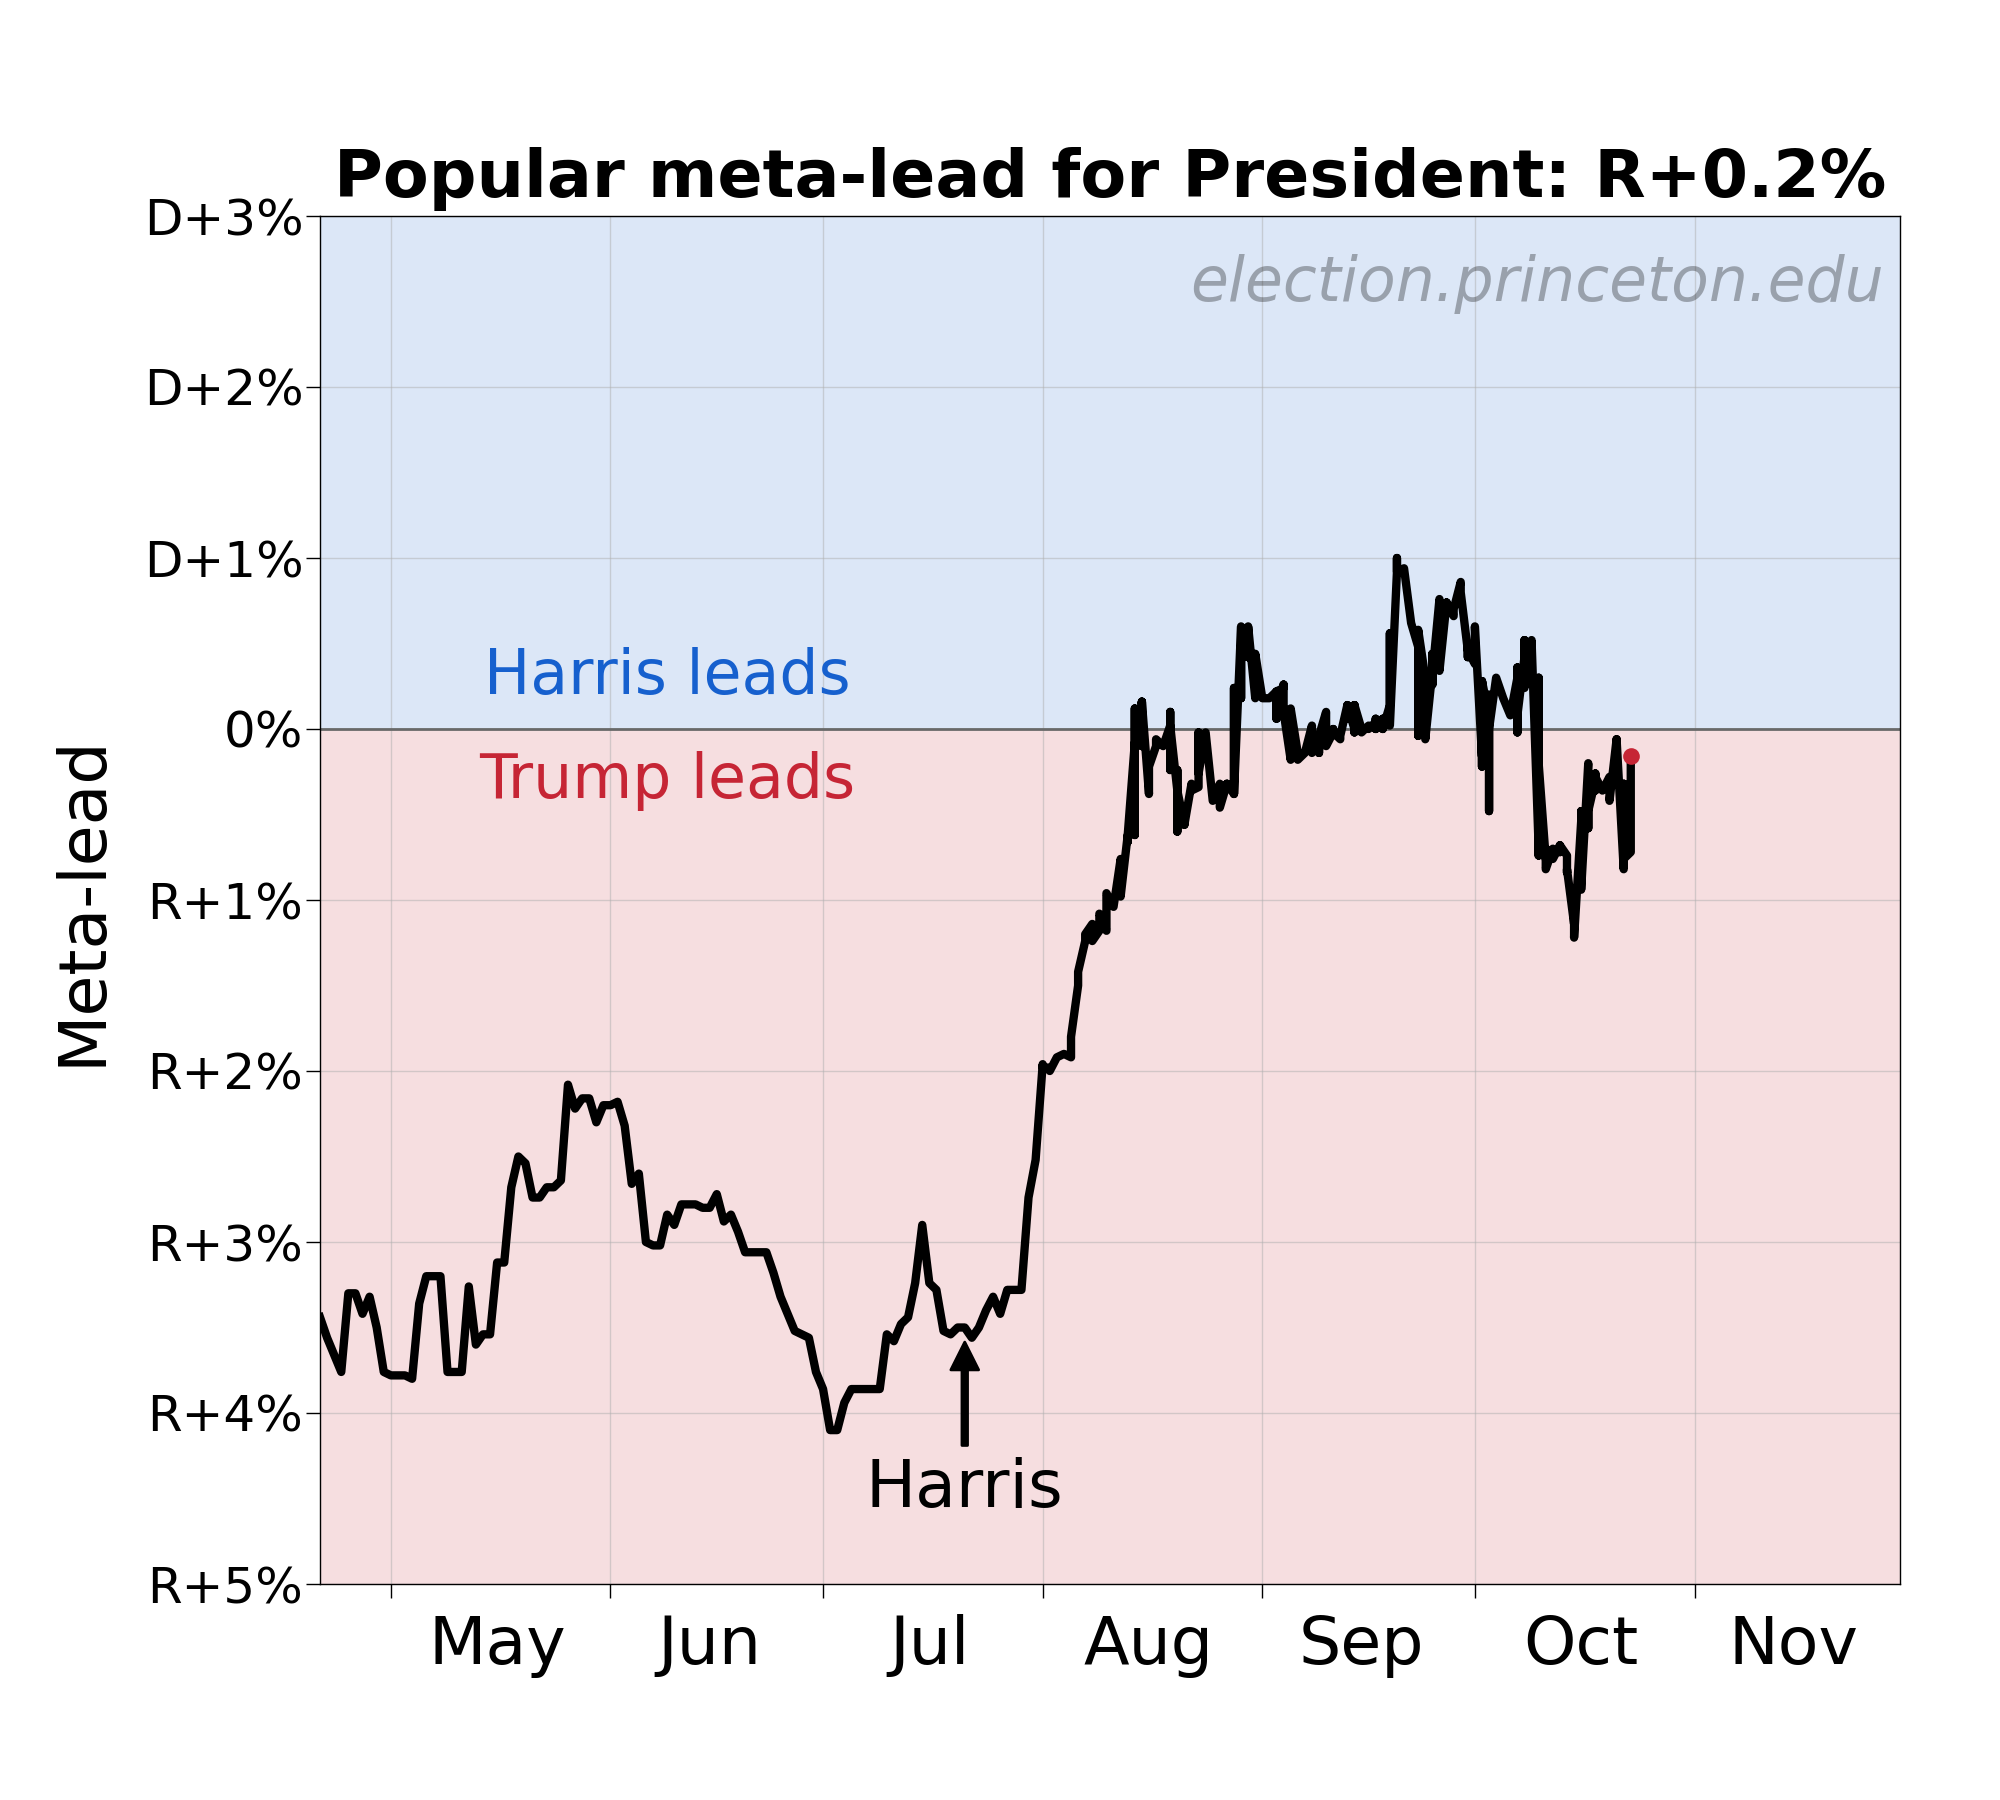 Popular meta-lead for President: R+0.2%
D+3%
election.princeton.edu
D+2%
D+1%
Harris leads
0%
Trump leads
Meta-lead
R+1%
R+2%
R+3%
R+4%
Harris
R+5%
May Jun Jul Aug Sep Oct Nov